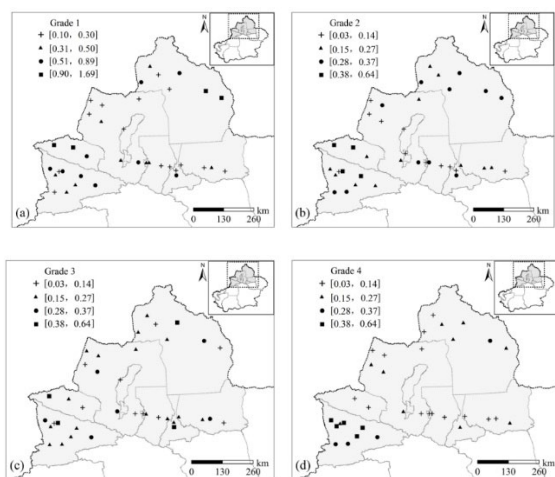 N
Grade 1
[0.10, 0.30]
[0.31, 0.50]
[0.51, 0.89]
[0.90, 1.69]
(a)
km
0 130 260
N
Grade 2
[0.03, 0.14]
[0.15, 0.27]
[0.28, 0.37]
[0.38, 0.64]
(b)
km
0 130 260
N
Grade 3
[0.03, 0.14]
[0.15, 0.27]
[0.28, 0.37]
[0.38, 0.64]
(c)
km
0 130 260
N
Grade 4
[0.03, 0.14]
[0.15, 0.27]
[0.28, 0.37]
[0.38, 0.64]
(d)
km
0 130 260